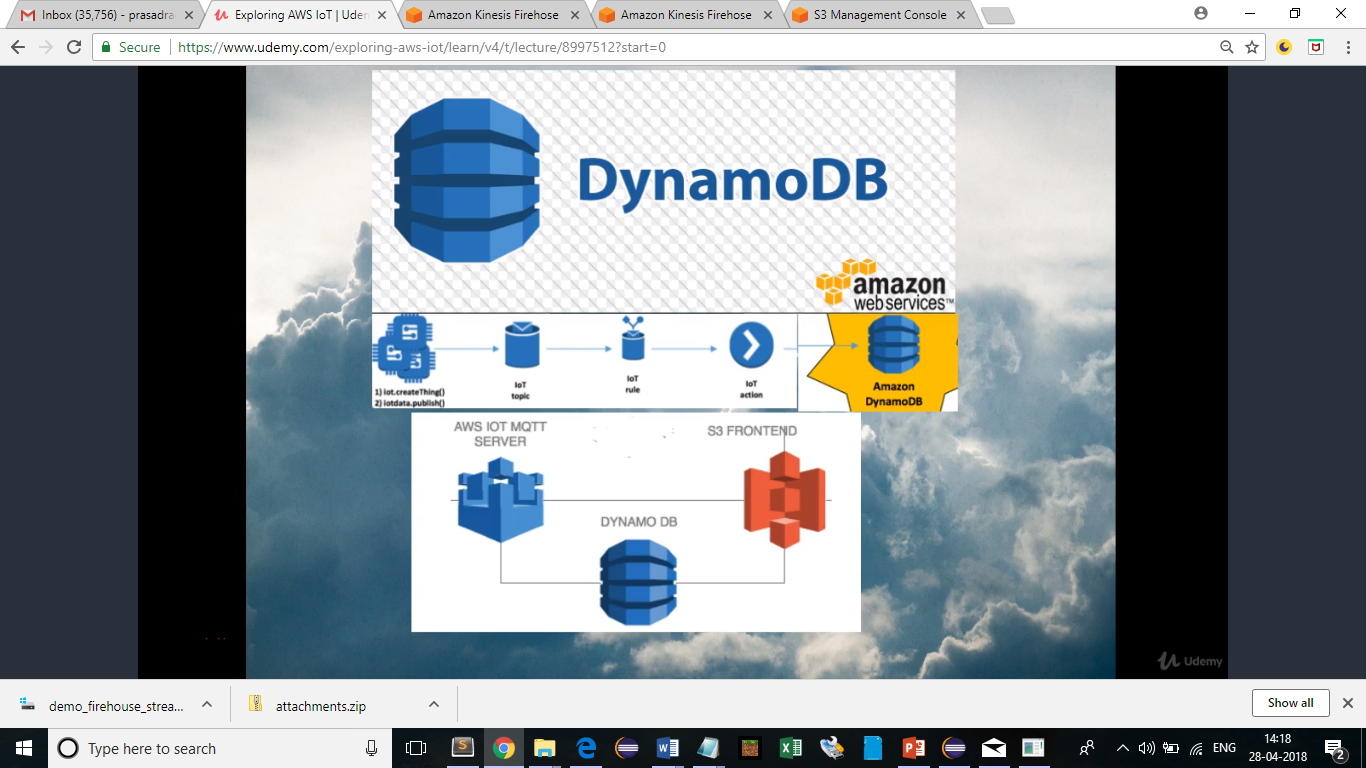 Inbox (35,756) - prasadra
Exploring AWS IoT | Uden
Amazon Kinesis Firehose
Amazon Kinesis Firehose
S3 Management Console
Secure
https://www.udemy.com/exploring-aws-iot/learn/v4/t/lecture/8997512?start=0
DynamoDB
amazon
webservices™
1) iot.createThing()
2) iotdata.publish()
IoT
topic
IoT
rule
IoT
action
Amazon
DynamoDB
AWS IOT MQTT
SERVER
S3 FRONTEND
DYNAMO DB
Udemy
demo_firehouse_strea...
attachments.zip
Show all
Type here to search
ENG
14:18
28-04-2018
2